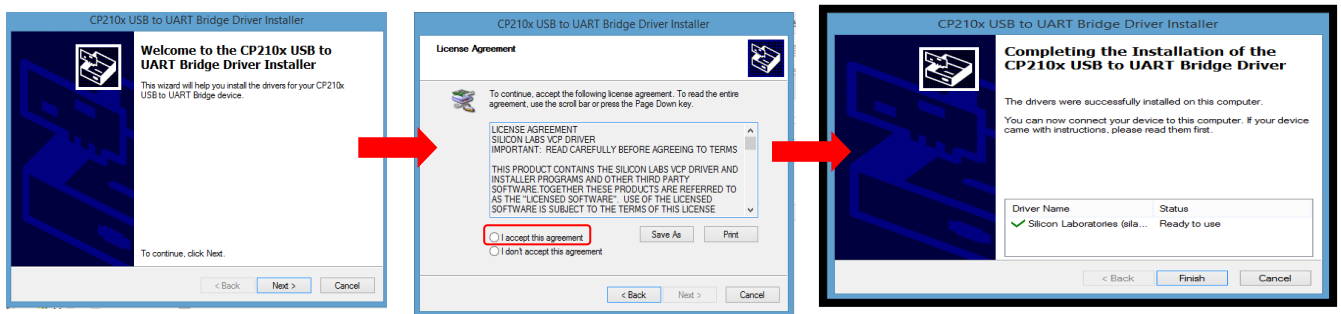 CP210x USB to UART Bridge Driver Installer
Welcome to the CP210x USB to
UART Bridge Driver Installer
This wizard will help you install the drivers for your CP210x
USB to UART Bridge device.
To continue, click Next.
< Back Next > Cancel
CP210x USB to UART Bridge Driver Installer
License Agreement
To continue, accept the following license agreement. To read the entire
agreement, use the scroll bar or press the Page Down key.
LICENSE AGREEMENT
SILICON LABS VCP DRIVER
IMPORTANT: READ CAREFULLY BEFORE AGREEING TO TERMS
THIS PRODUCT CONTAINS THE SILICON LABS VCP DRIVER AND
INSTALLER PROGRAMS AND OTHER THIRD PARTY
SOFTWARE.TOGETHER THESE PRODUCTS ARE REFERRED TO
AS THE "LICENSED SOFTWARE". USE OF THE LICENSED
SOFTWARE IS SUBJECT TO THE TERMS OF THIS LICENSE
I accept this agreement
Save As Print
I don't accept this agreement
< Back Next > Cancel
CP210x USB to UART Bridge Driver Installer
Completing the Installation of the
CP210x USB to UART Bridge Driver
The drivers were successfully installed on this computer.
You can now connect your device to this computer. If your device
came with instructions, please read them first.
Driver Name Status
Silicon Laboratories (sila... Ready to use
< Back Finish Cancel